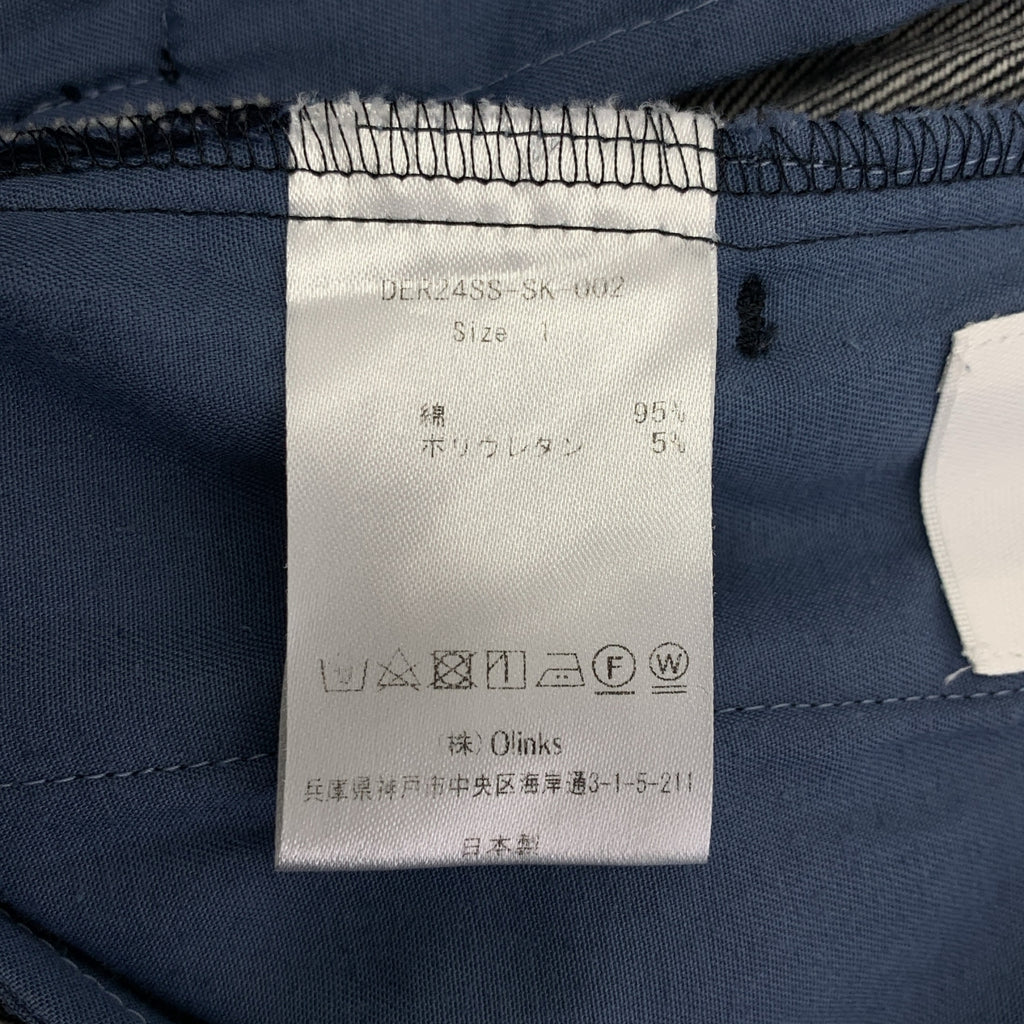 DER24SS-SK-002
Size 1
綿 95%
ポリウレタン 5%
F W
(株)Olinks
兵庫県神戸市中央区海岸通3-1-5-211
日本製